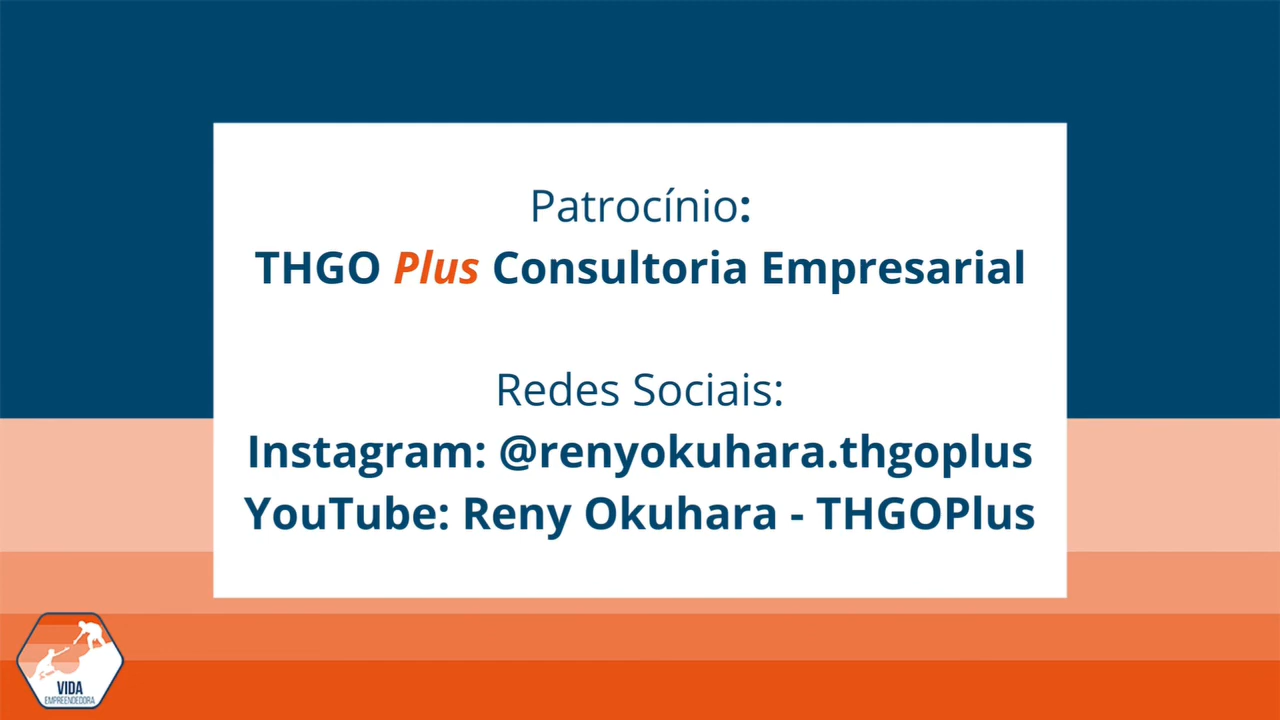 Patrocínio:
THGO Plus Consultoria Empresarial
Redes Sociais:
Instagram: @renyokuhara.thgoplus
YouTube: Reny Okuhara - THGOPlus
VIDA
EMPREENDEDORA